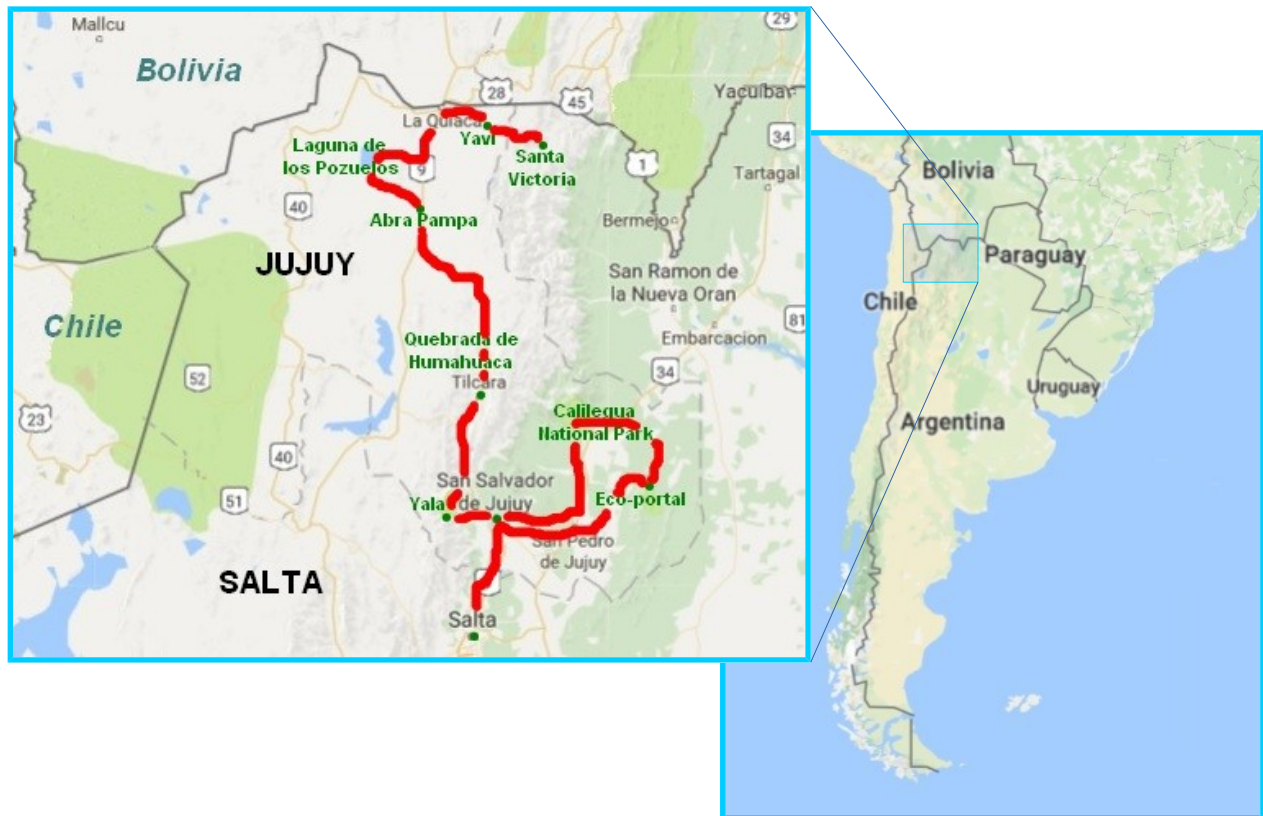 Mallcu
29
Bolivia
28
45
Yacuibar
La Quiaca
Yavi
34
Laguna de
los Pozuelos
Santa
Victoria
9
1
Tartagal
40
Abra Pampa
Bermejo
JUJUY
San Ramon de
la Nueva Oran
Chile
81
Quebrada de
Humahuaca
Embarcacion
Tilcara
52
34
23
Calilegua
National Park
40
San Salvador
de Jujuy
51
Yala
Eco-portal
San Pedro
de Jujuy
SALTA
Salta
Bolivia
Paraguay
Chile
Uruguay
Argentina